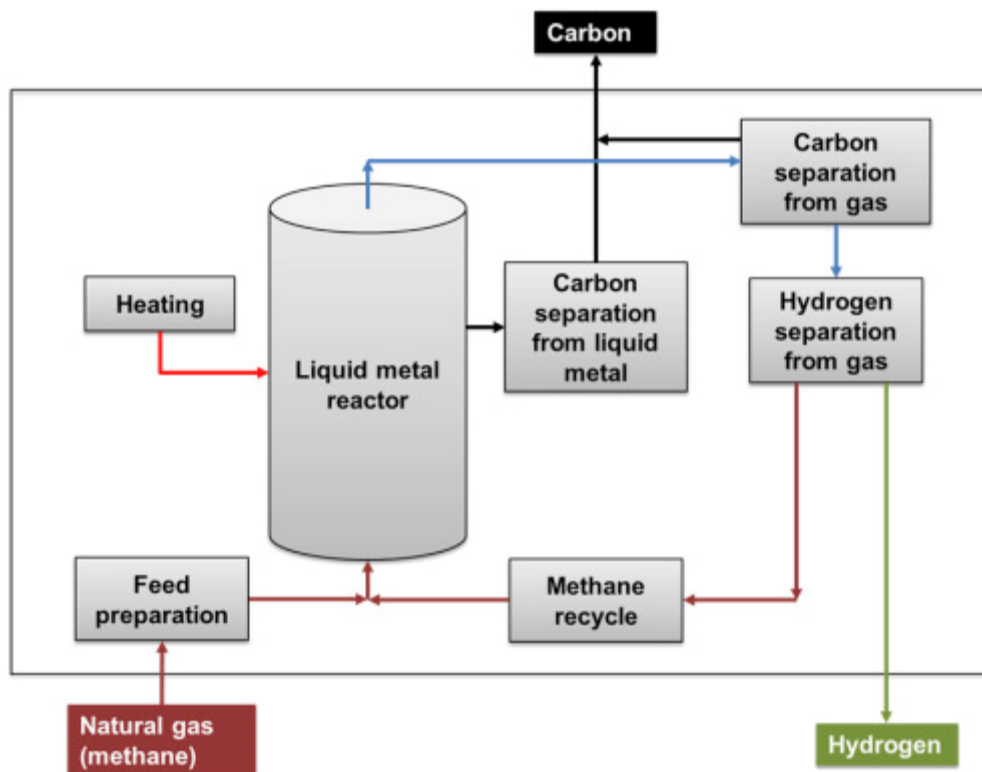 Carbon
Carbon
separation
from gas
Heating
Carbon
separation
from liquid
metal
Hydrogen
separation
from gas
Liquid metal
reactor
Feed
preparation
Methane
recycle
Natural gas
(methane)
Hydrogen